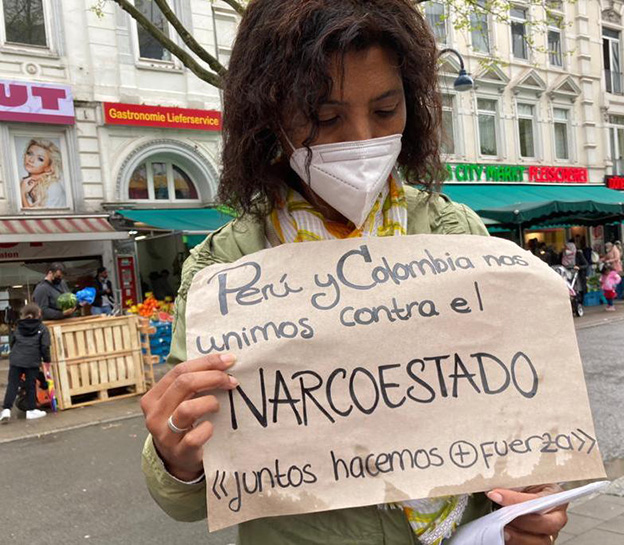 UT
Gastronomie Lieferservice
CITY MARKT FLEISCHEREI
Perú y Colombia nos
unimos contra el
NARCOESTADO
«juntos hacemos ⊕ fuerza»